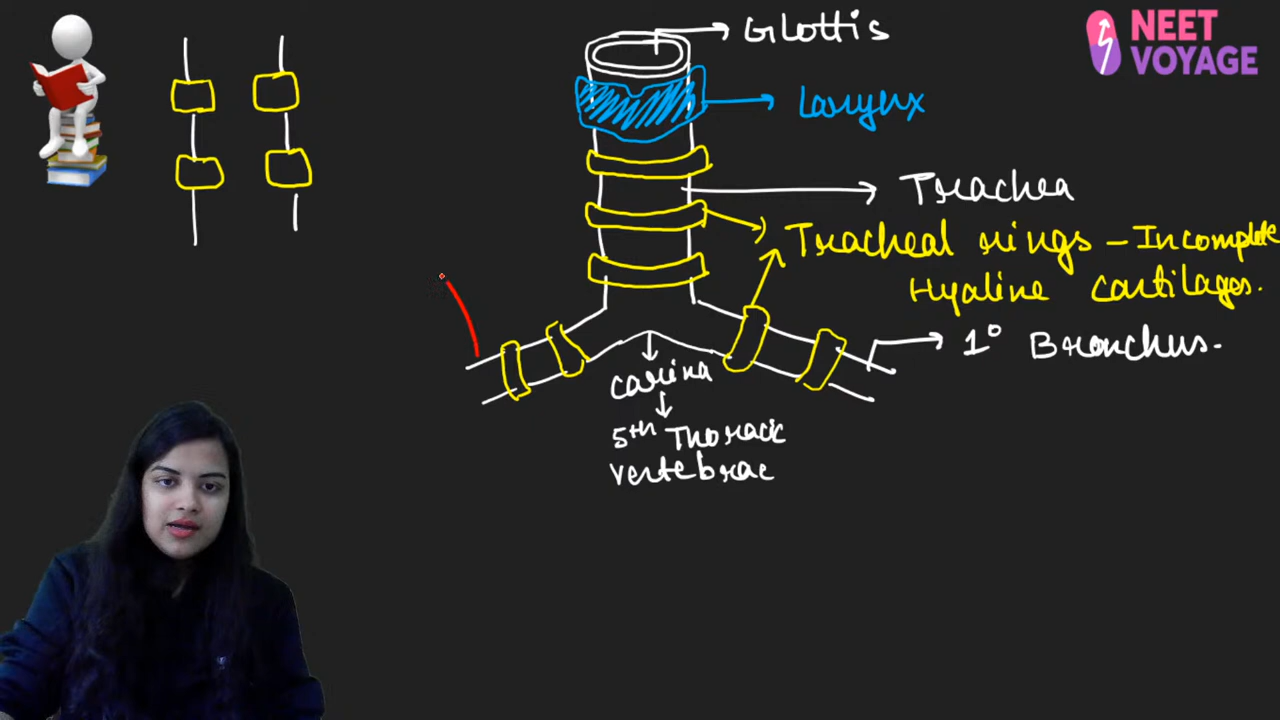 Glottis
NEET
VOYAGE
Larynx
Trachea
Tracheal rings - Incomplete
Hyaline cartilages.
1° Bronchus.
Carina
5th Thoracic
vertebrae